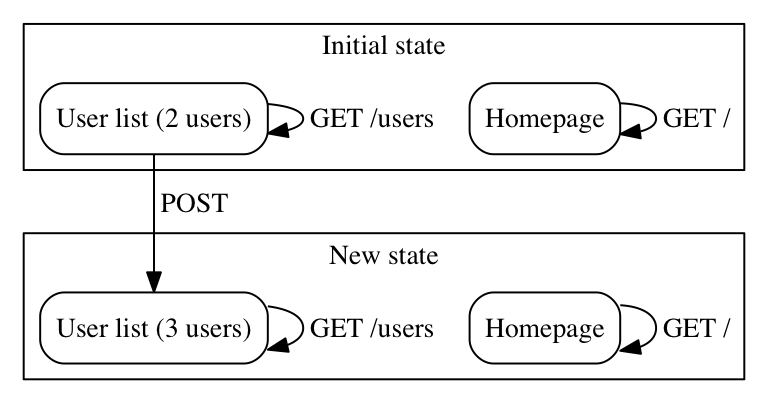 Initial state
User list (2 users)
GET /users
Homepage
GET /
POST
New state
User list (3 users)
GET /users
Homepage
GET /